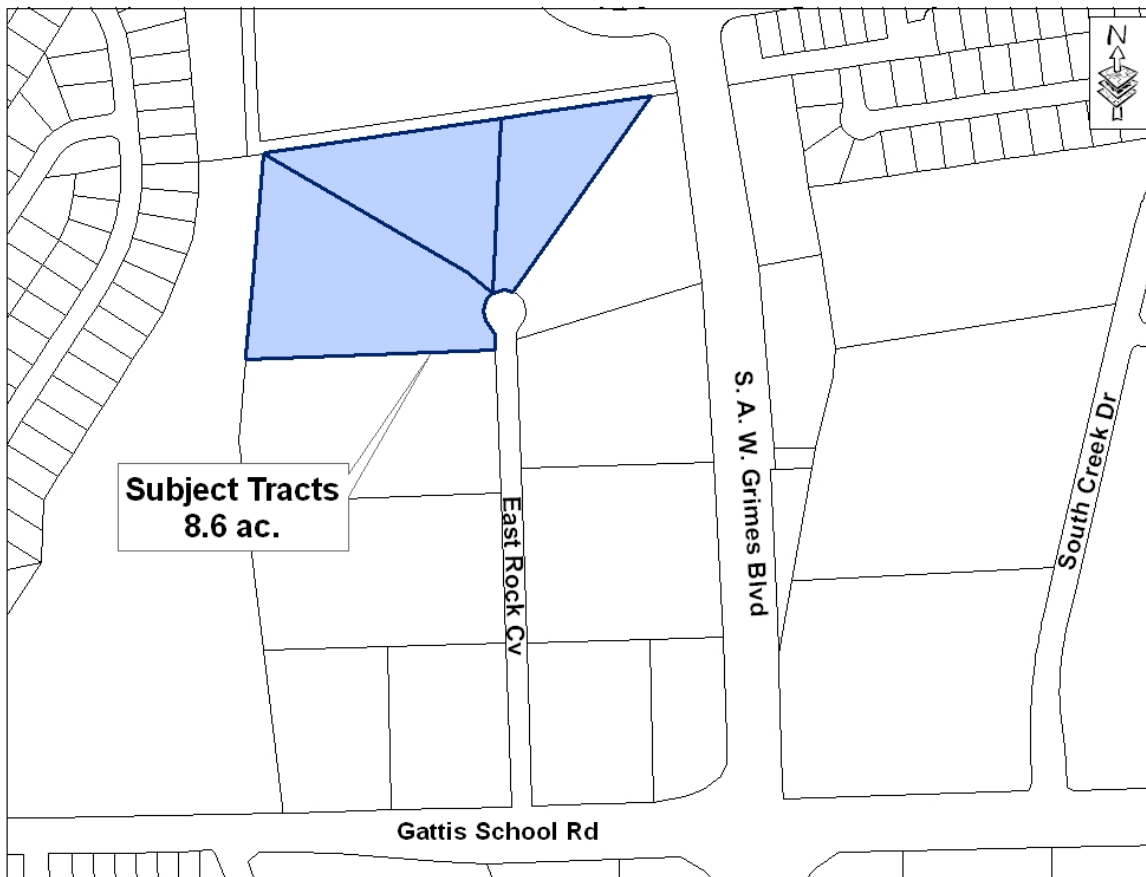 N
Subject Tracts
8.6 ac.
East Rock Cv
S. A. W. Grimes Blvd
South Creek Dr
Gattis School Rd